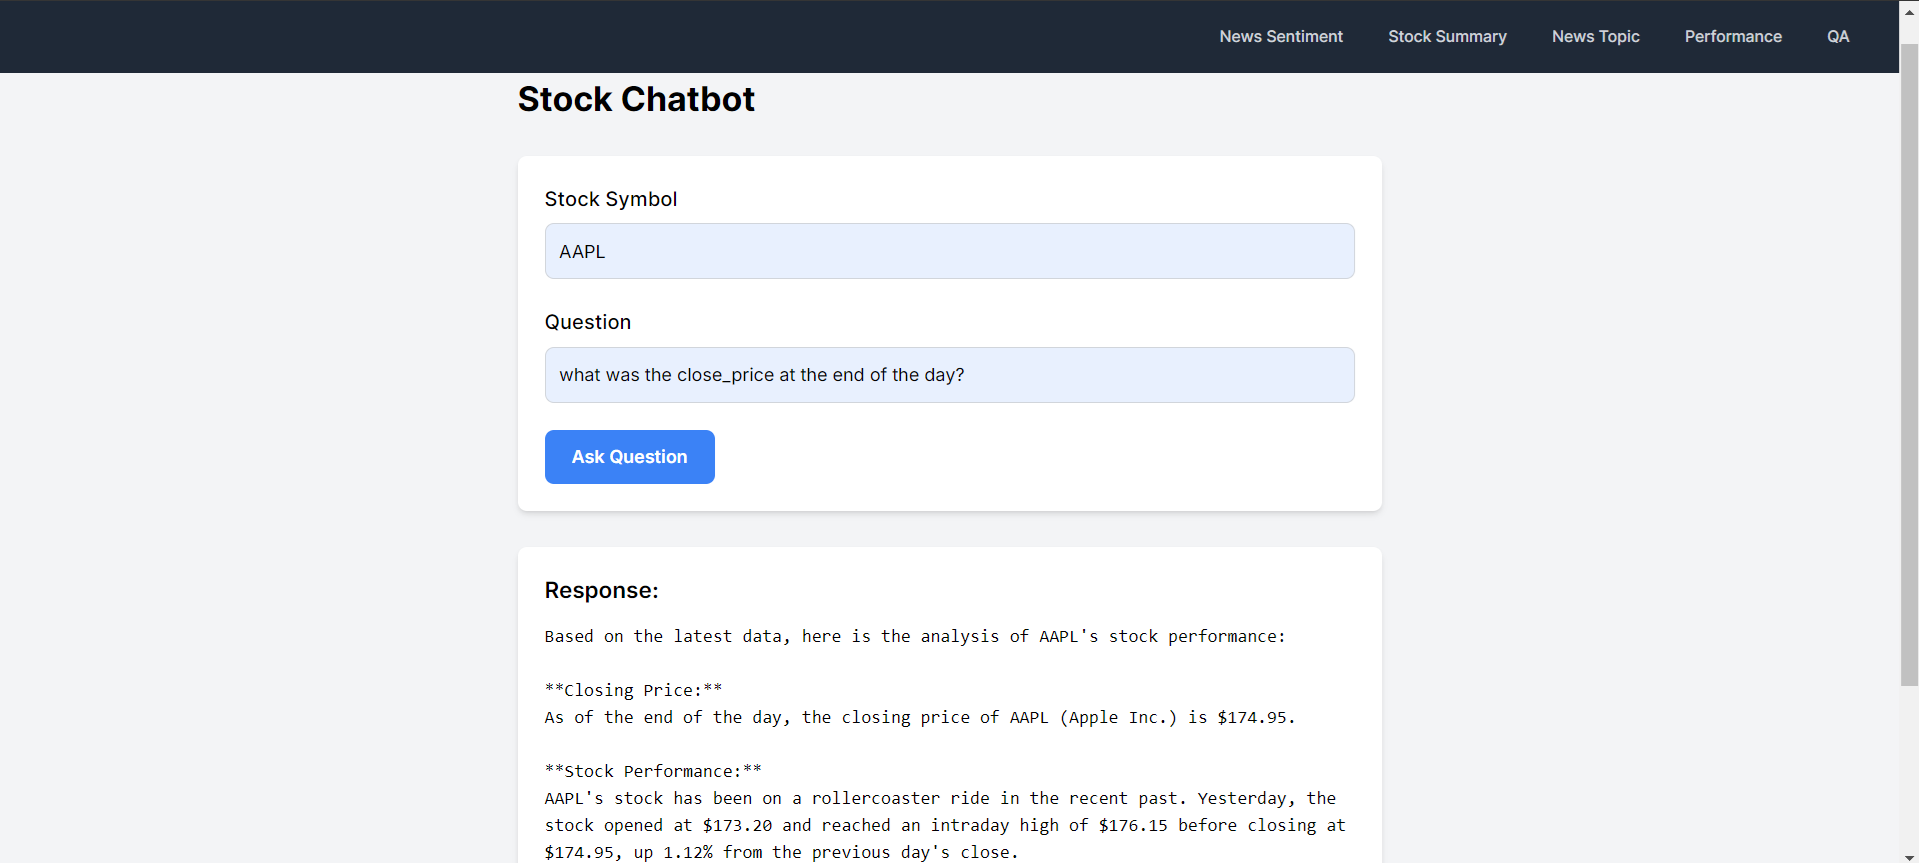 News Sentiment Stock Summary News Topic Performance QA
Stock Chatbot
Stock Symbol
AAPL
Question
what was the close_price at the end of the day?
Ask Question
Response:
Based on the latest data, here is the analysis of AAPL's stock performance:
**Closing Price:**
As of the end of the day, the closing price of AAPL (Apple Inc.) is $174.95.
**Stock Performance:**
AAPL's stock has been on a rollercoaster ride in the recent past. Yesterday, the
stock opened at $173.20 and reached an intraday high of $176.15 before closing at
$174.95, up 1.12% from the previous day's close.